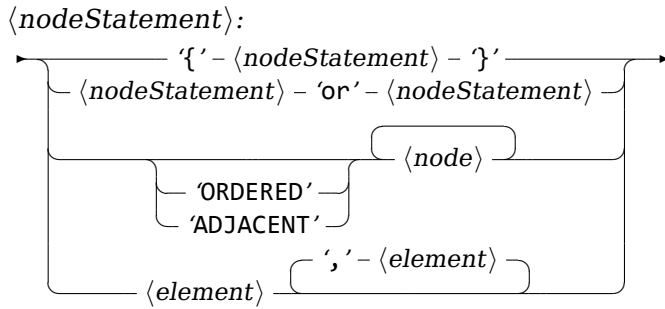 ⟨nodeStatement⟩:
‘{’ – ⟨nodeStatement⟩ – ‘}’
⟨nodeStatement⟩ – ‘or’ – ⟨nodeStatement⟩
⟨node⟩
‘ORDERED’
‘ADJACENT’
‘,’ – ⟨element⟩
⟨element⟩